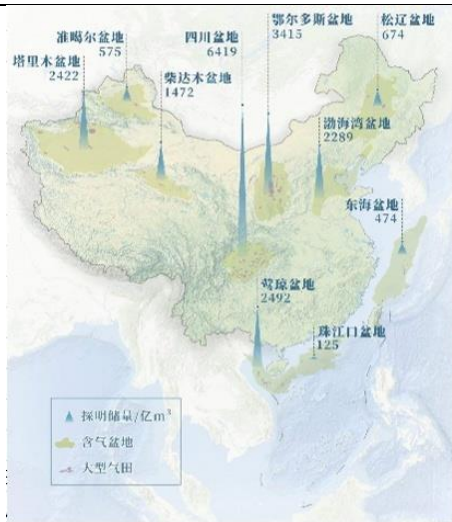 准噶尔盆地
575
塔里木盆地
2422
柴达木盆地
1472
四川盆地
6419
鄂尔多斯盆地
3415
松辽盆地
674
渤海湾盆地
2289
东海盆地
474
莺琼盆地
2492
珠江口盆地
125
探明储量/亿m³
含气盆地
大型气田